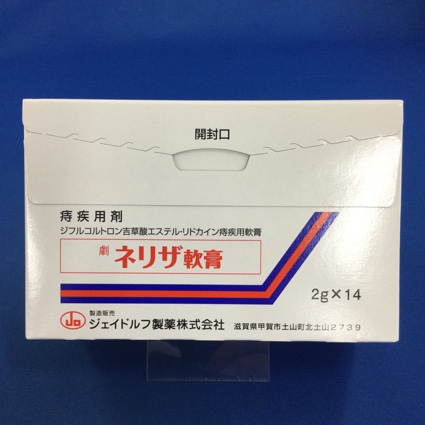 開封口
痔疾用剤
ジフルコルトロン吉草酸エステル・リドカイン痔疾用軟膏
劇 ネリザ軟膏
2g×14
JD
製造販売
ジェイドルフ製薬株式会社 滋賀県甲賀市土山町北土山2739